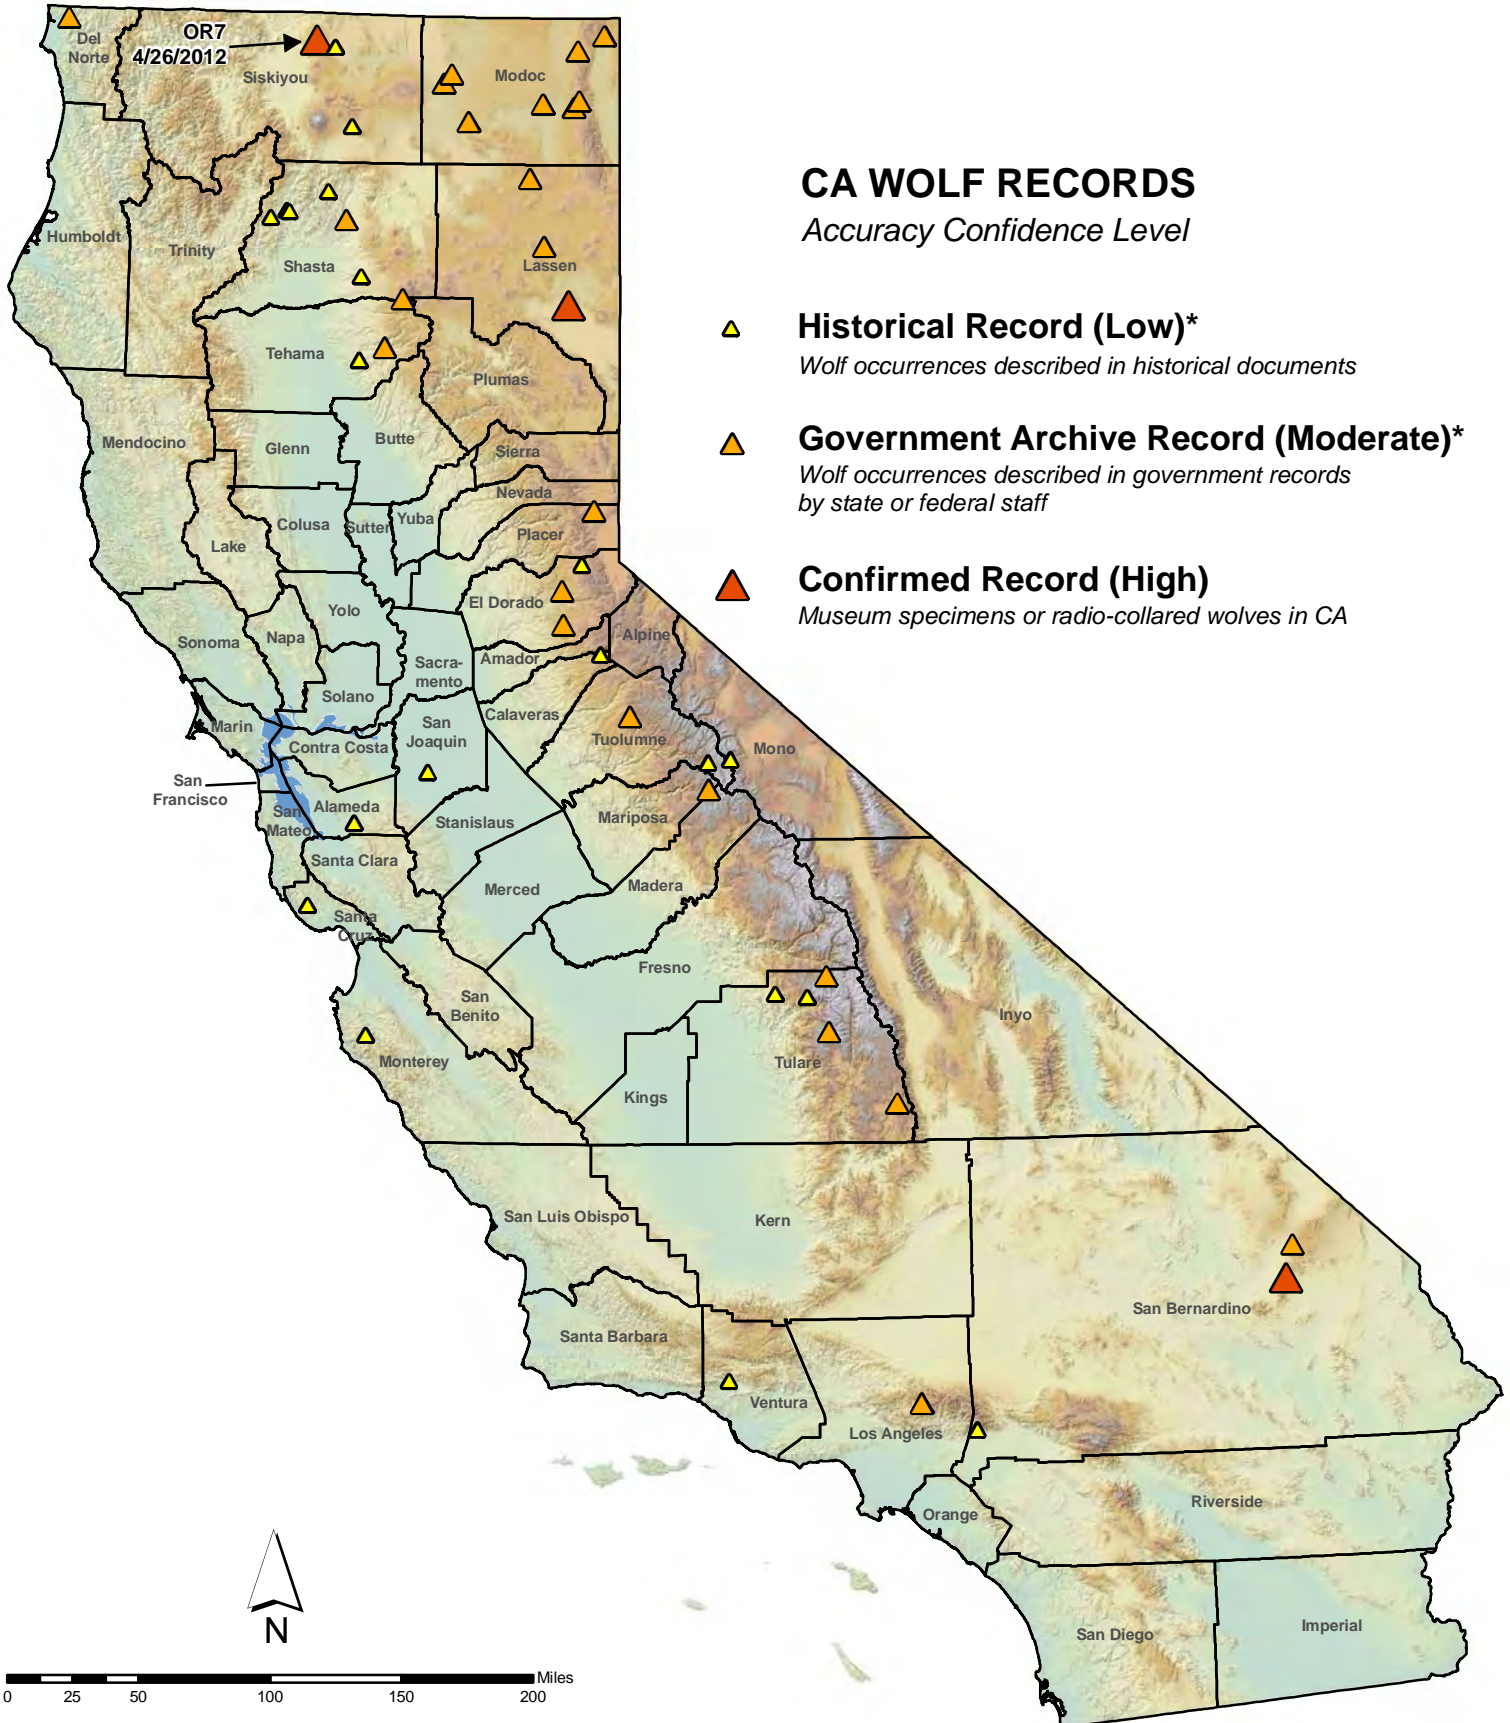 OR7
4/26/2012
Del
Norte
Siskiyou
Modoc
CA WOLF RECORDS
Accuracy Confidence Level
Historical Record (Low)*
Wolf occurrences described in historical documents
Government Archive Record (Moderate)*
Wolf occurrences described in government records
by state or federal staff
Confirmed Record (High)
Museum specimens or radio-collared wolves in CA
Humboldt
Trinity
Shasta
Lassen
Tehama
Plumas
Mendocino
Glenn
Butte
Sierra
Nevada
Colusa
Sutter
Yuba
Placer
Lake
El Dorado
Yolo
Sonoma
Napa
Alpine
Sacra-
mento
Amador
Solano
Marin
Calaveras
San
Joaquin
Contra Costa
Tuolumne
Mono
San
Francisco
Alameda
San
Mateo
Stanislaus
Mariposa
Santa Clara
Merced
Madera
Santa
Cruz
Fresno
San
Benito
Inyo
Monterey
Tulare
Kings
San Luis Obispo
Kern
San Bernardino
Santa Barbara
Ventura
Los Angeles
Riverside
Orange
San Diego
Imperial
N
Miles
0 25 50 100 150 200